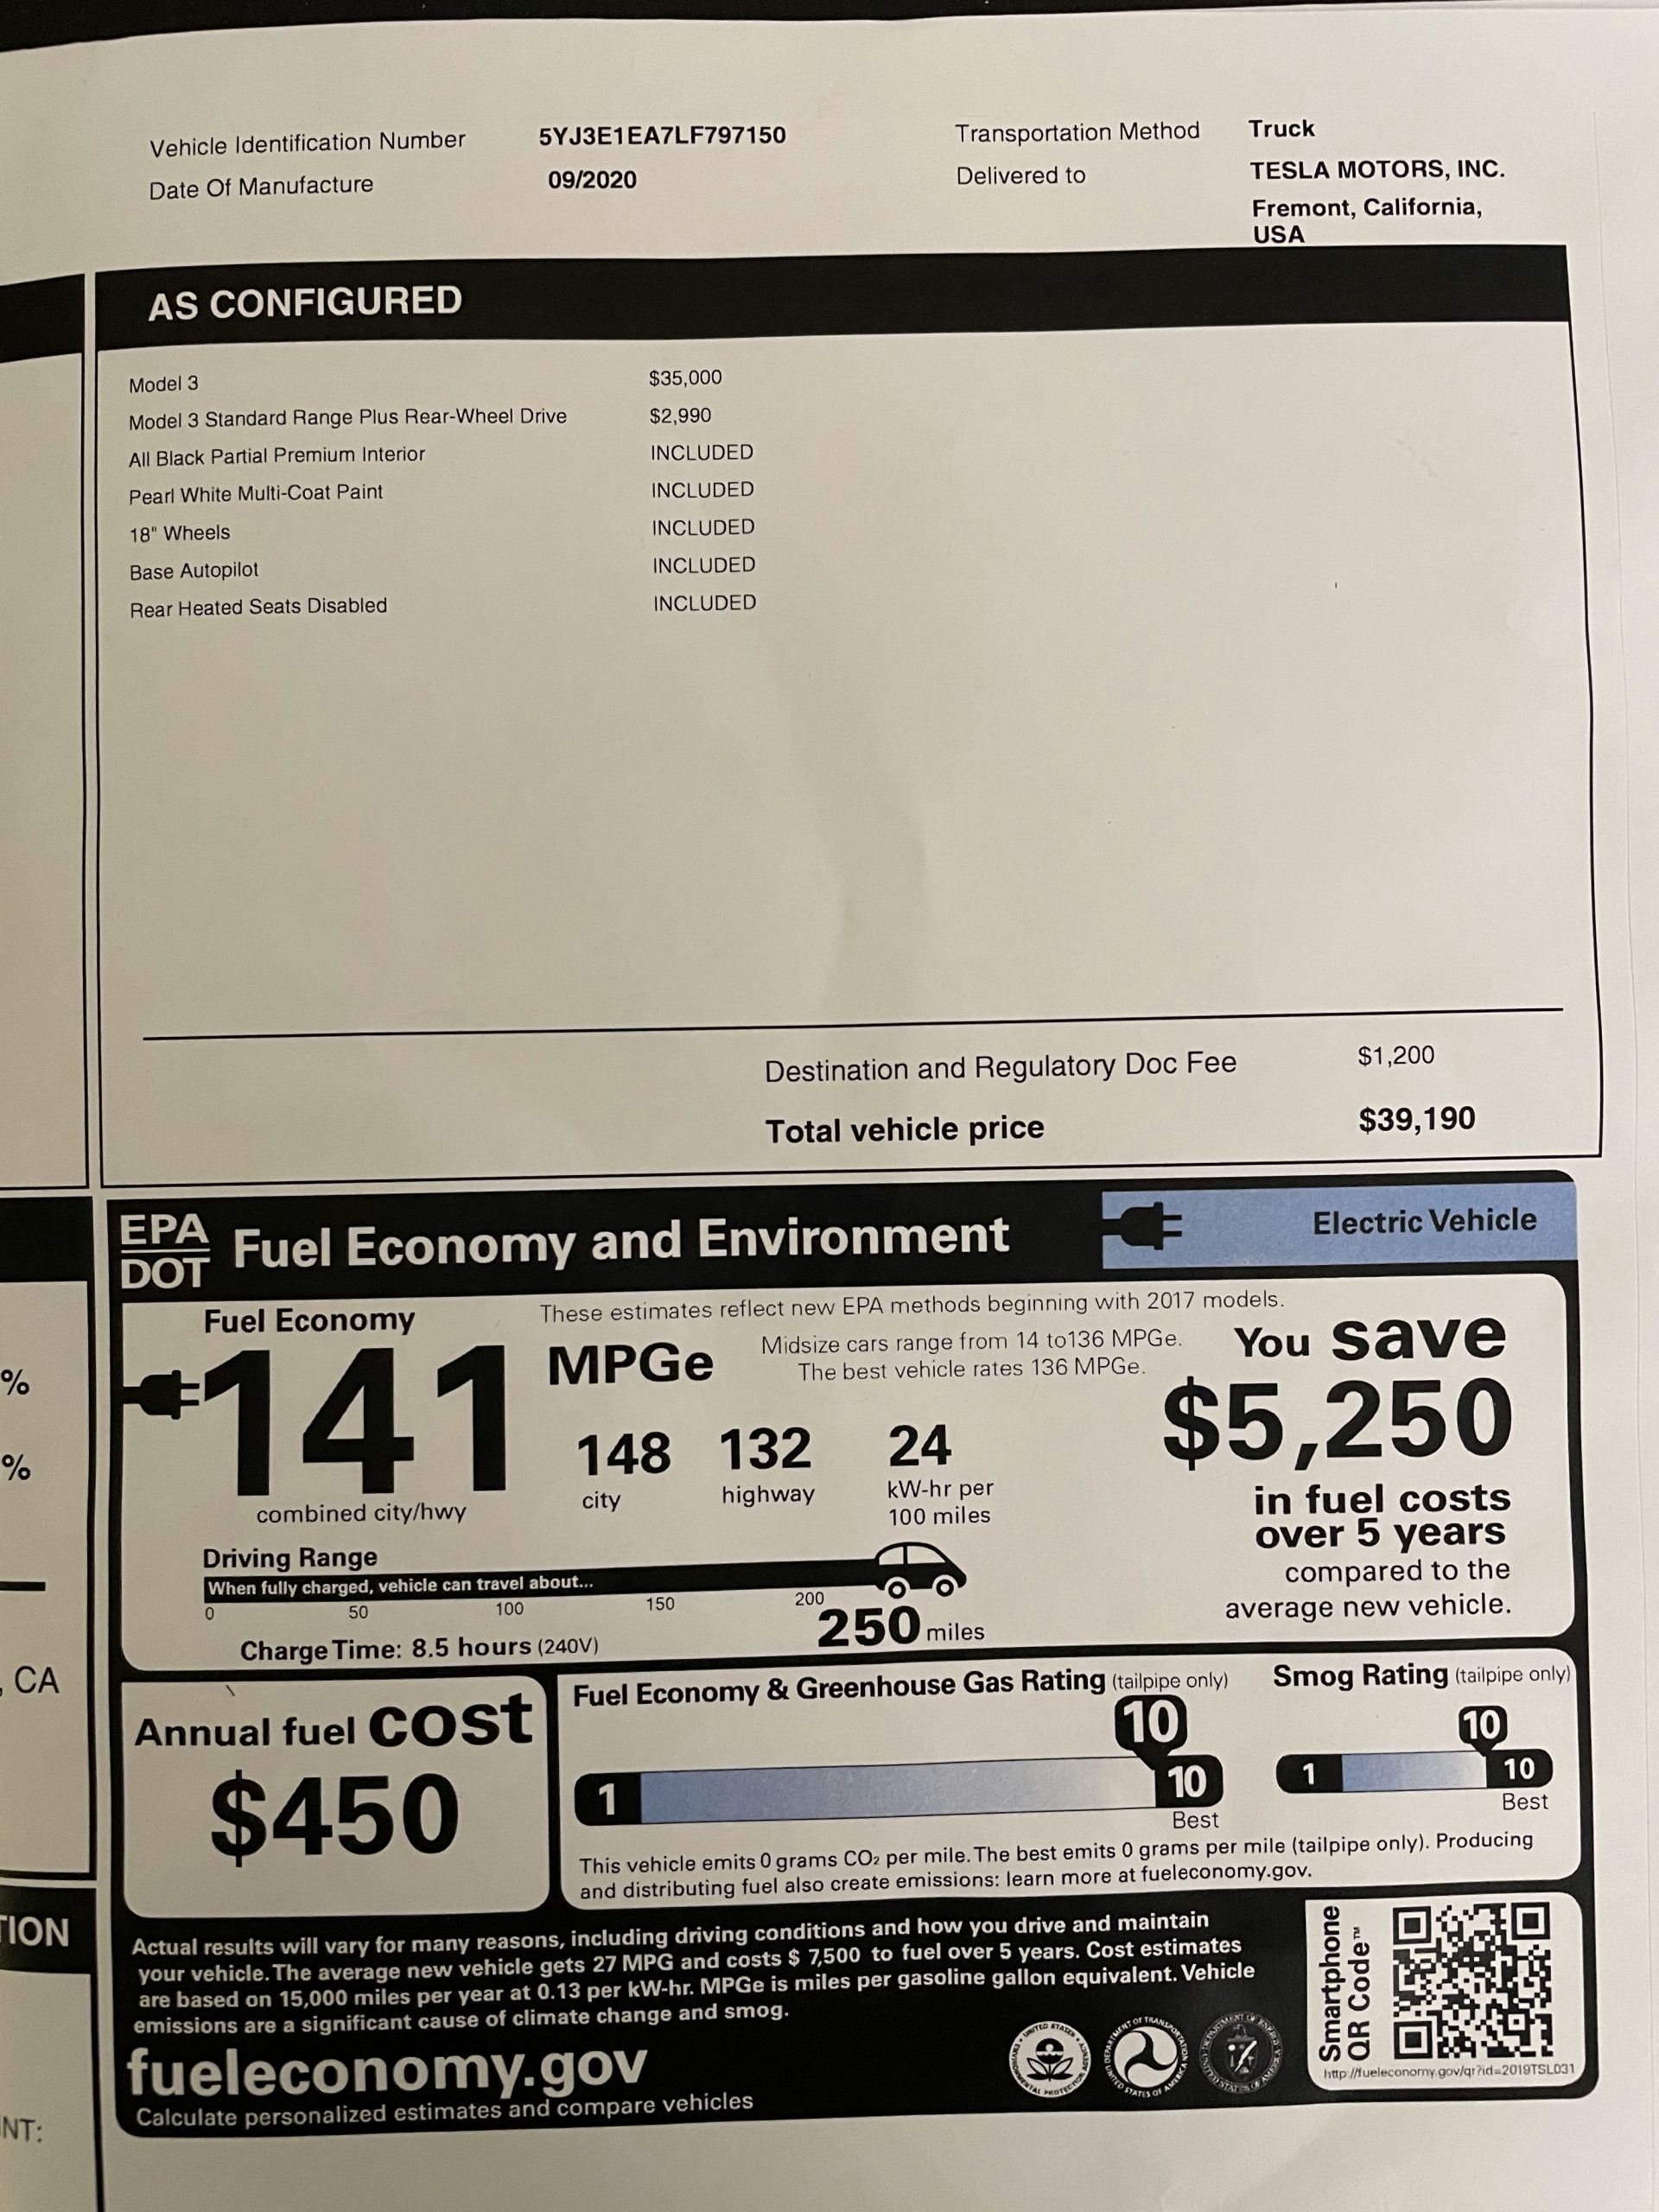 Vehicle Identification Number 5YJ3E1EA7LF797150 Transportation Method Truck
Date Of Manufacture 09/2020 Delivered to TESLA MOTORS, INC.
Fremont, California,
USA
AS CONFIGURED
Model 3 $35,000
Model 3 Standard Range Plus Rear-Wheel Drive $2,990
All Black Partial Premium Interior INCLUDED
Pearl White Multi-Coat Paint INCLUDED
18" Wheels INCLUDED
Base Autopilot INCLUDED
Rear Heated Seats Disabled INCLUDED
Destination and Regulatory Doc Fee $1,200
Total vehicle price $39,190
EPA
DOT
Fuel Economy and Environment
Electric Vehicle
Fuel Economy
These estimates reflect new EPA methods beginning with 2017 models.
141 MPGe
Midsize cars range from 14 to136 MPGe.
The best vehicle rates 136 MPGe.
You save
$5,250
in fuel costs
over 5 years
compared to the
average new vehicle.
148 132 24
combined city/hwy city highway kW-hr per
100 miles
Driving Range
When fully charged, vehicle can travel about...
0 50 100 150 200
250 miles
Charge Time: 8.5 hours (240V)
%
%
, CA
TION
NT:
Annual fuel cost
$450
Fuel Economy & Greenhouse Gas Rating (tailpipe only)
10
1 10
Best
Smog Rating (tailpipe only)
10
1 10
Best
This vehicle emits 0 grams CO₂ per mile. The best emits 0 grams per mile (tailpipe only). Producing
and distributing fuel also create emissions: learn more at fueleconomy.gov.
Actual results will vary for many reasons, including driving conditions and how you drive and maintain
your vehicle. The average new vehicle gets 27 MPG and costs $ 7,500 to fuel over 5 years. Cost estimates
are based on 15,000 miles per year at 0.13 per kW-hr. MPGe is miles per gasoline gallon equivalent. Vehicle
emissions are a significant cause of climate change and smog.
fueleconomy.gov
Calculate personalized estimates and compare vehicles
Smartphone
QR Code™
http://fueleconomy.gov/qr?id=2019TSL031